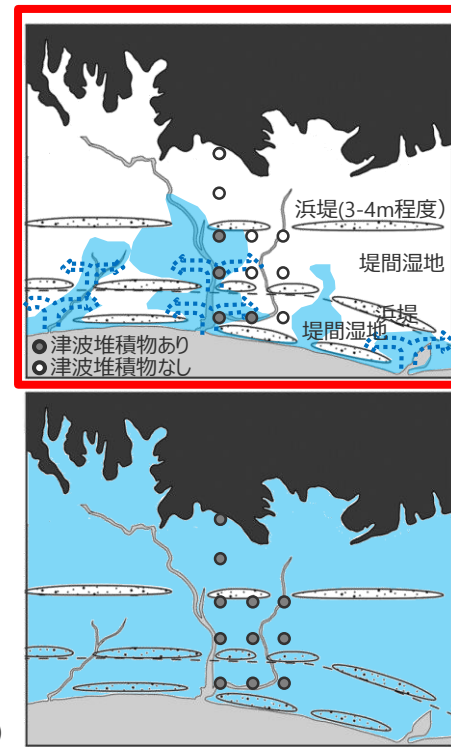 浜堤(3-4m程度）
堤間湿地
浜堤
堤間湿地
津波堆積物あり
津波堆積物なし
)